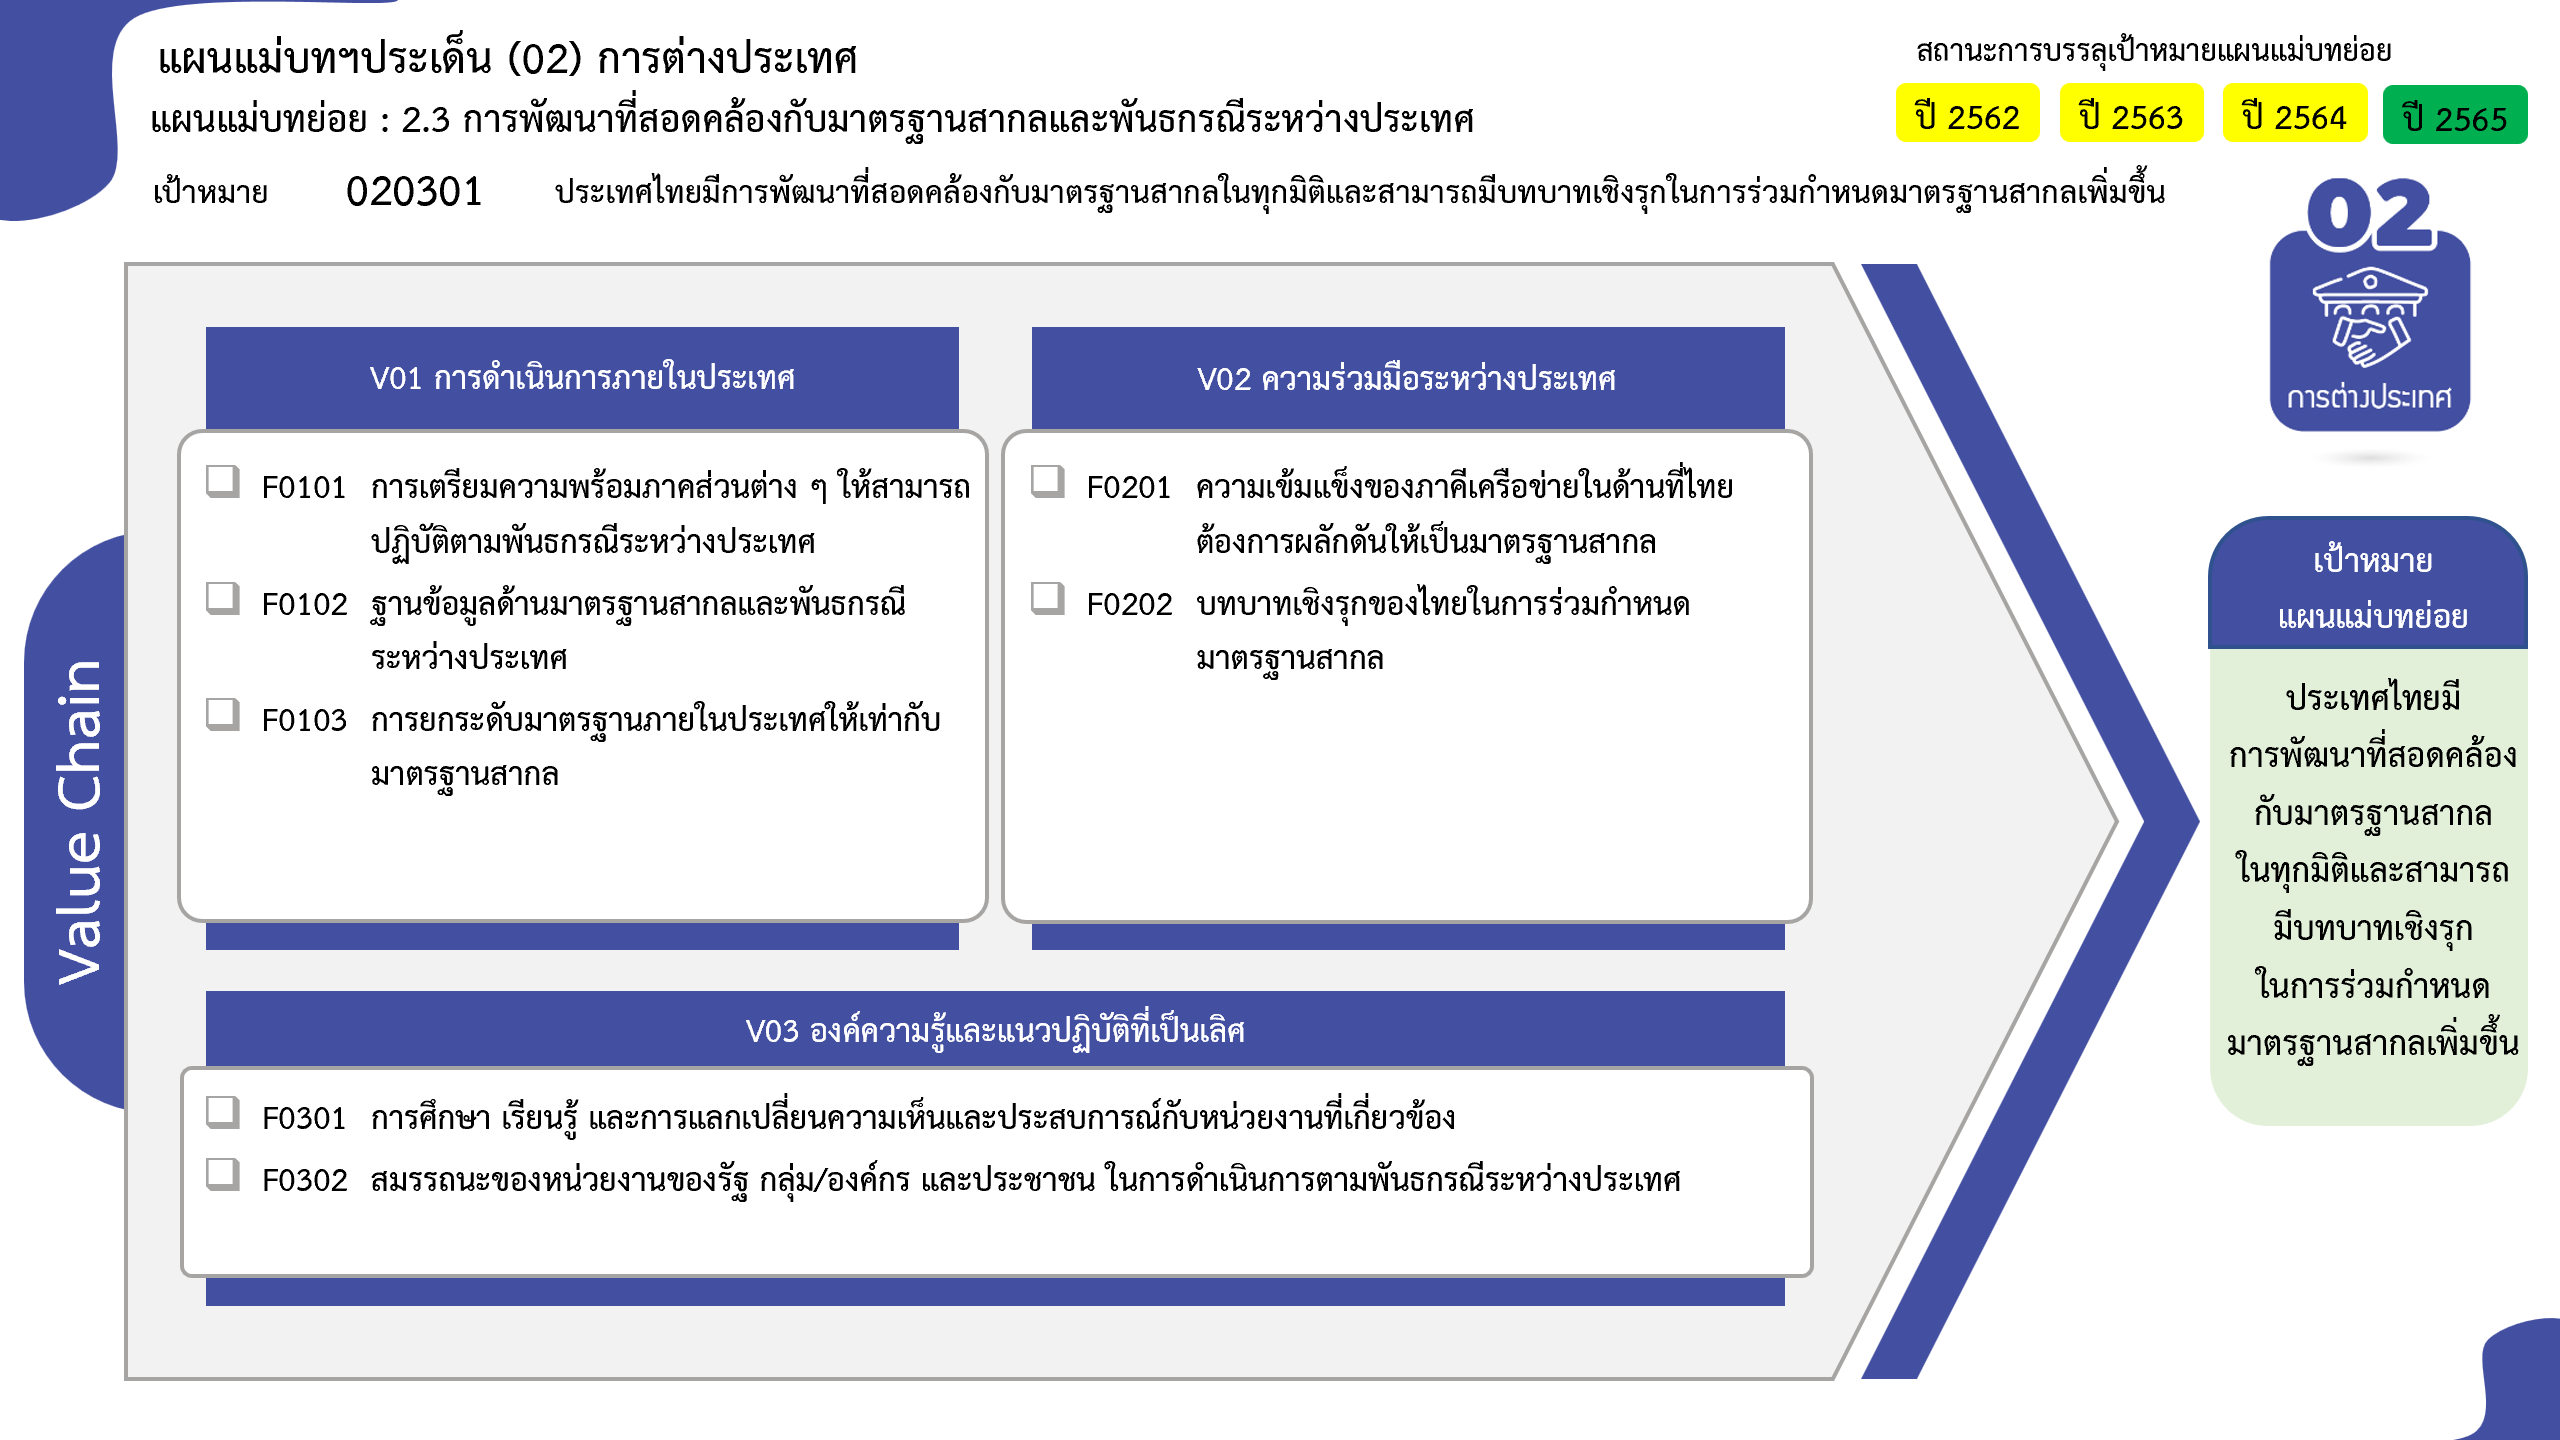 แผนแม่บทฯประเด็น (02) การต่างประเทศ
แผนแม่บทย่อย : 2.3 การพัฒนาที่สอดคล้องกับมาตรฐานสากลและพันธกรณีระหว่างประเทศ
สถานะการบรรลุเป้าหมายแผนแม่บทย่อย
ปี 2562 ปี 2563 ปี 2564 ปี 2565
เป้าหมาย 020301 ประเทศไทยมีการพัฒนาที่สอดคล้องกับมาตรฐานสากลในทุกมิติและสามารถมีบทบาทเชิงรุกในการร่วมกำหนดมาตรฐานสากลเพิ่มขึ้น
02
การต่างประเทศ
Value Chain
V01 การดำเนินการภายในประเทศ
F0101 การเตรียมความพร้อมภาคส่วนต่าง ๆ ให้สามารถ
ปฏิบัติตามพันธกรณีระหว่างประเทศ
F0102 ฐานข้อมูลด้านมาตรฐานสากลและพันธกรณี
ระหว่างประเทศ
F0103 การยกระดับมาตรฐานภายในประเทศให้เท่ากับ
มาตรฐานสากล
V02 ความร่วมมือระหว่างประเทศ
F0201 ความเข้มแข็งของภาคีเครือข่ายในด้านที่ไทย
ต้องการผลักดันให้เป็นมาตรฐานสากล
F0202 บทบาทเชิงรุกของไทยในการร่วมกำหนด
มาตรฐานสากล
V03 องค์ความรู้และแนวปฏิบัติที่เป็นเลิศ
F0301 การศึกษา เรียนรู้ และการแลกเปลี่ยนความเห็นและประสบการณ์กับหน่วยงานที่เกี่ยวข้อง
F0302 สมรรถนะของหน่วยงานของรัฐ กลุ่ม/องค์กร และประชาชน ในการดำเนินการตามพันธกรณีระหว่างประเทศ
เป้าหมาย
แผนแม่บทย่อย
ประเทศไทยมี
การพัฒนาที่สอดคล้อง
กับมาตรฐานสากล
ในทุกมิติและสามารถ
มีบทบาทเชิงรุก
ในการร่วมกำหนด
มาตรฐานสากลเพิ่มขึ้น